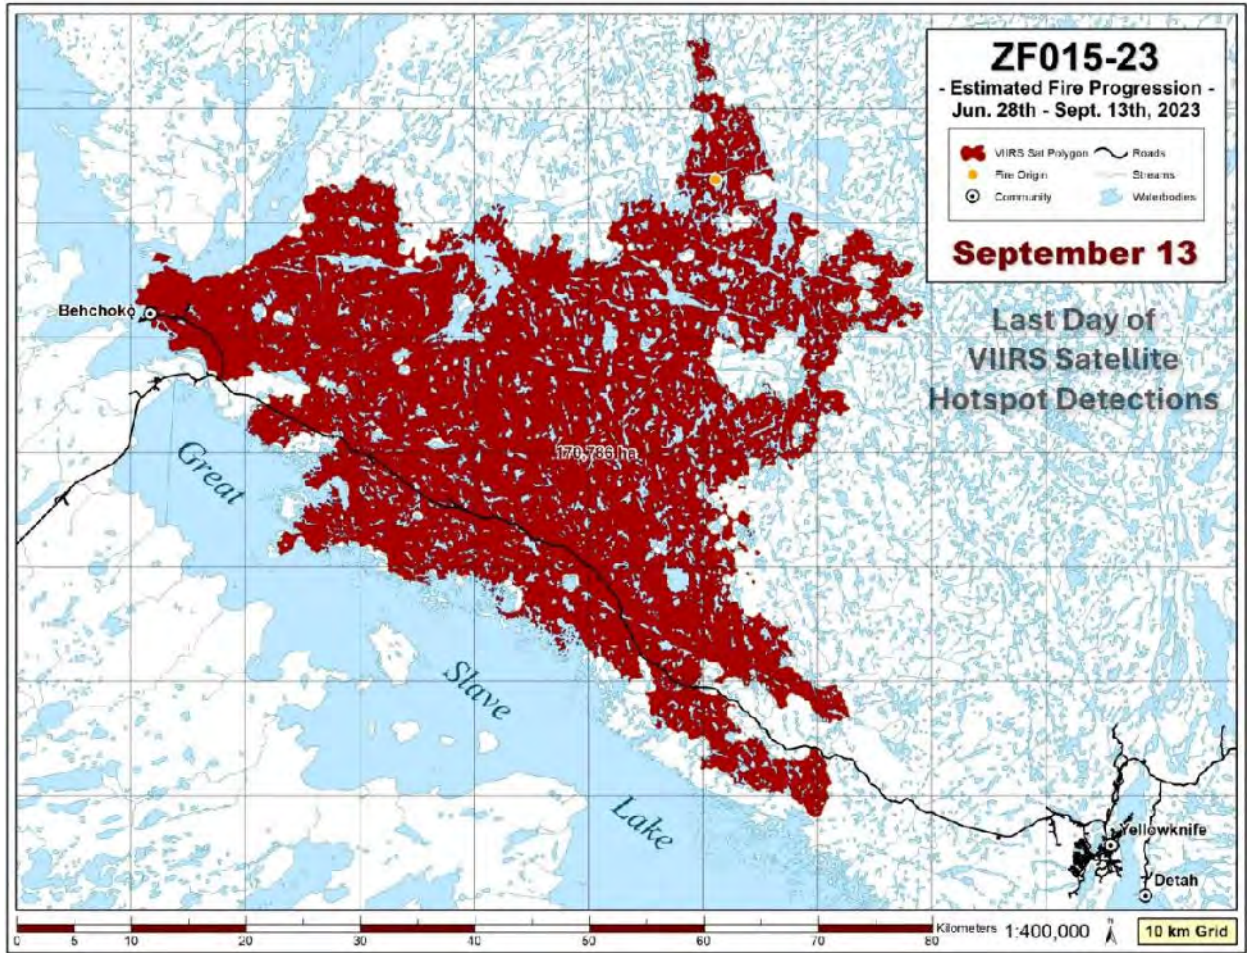 ZF015-23
- Estimated Fire Progression -
Jun. 28th - Sept. 13th, 2023
VIIRS Sat Polygon
Roads
Fire Origin
Streams
Community
Waterbodies
September 13
Last Day of
VIIRS Satellite
Hotspot Detections
Behchoko
170,786 ha
Great
Slave
Lake
Yellowknife
Detah
0 5 10 20 30 40 50 60 70 80
Kilometers 1:400,000 N 10 km Grid